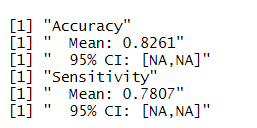 [1] "Accuracy"
[1] "  Mean: 0.8261"
[1] "  95% CI: [NA,NA]"
[1] "Sensitivity"
[1] "  Mean: 0.7807"
[1] "  95% CI: [NA,NA]"